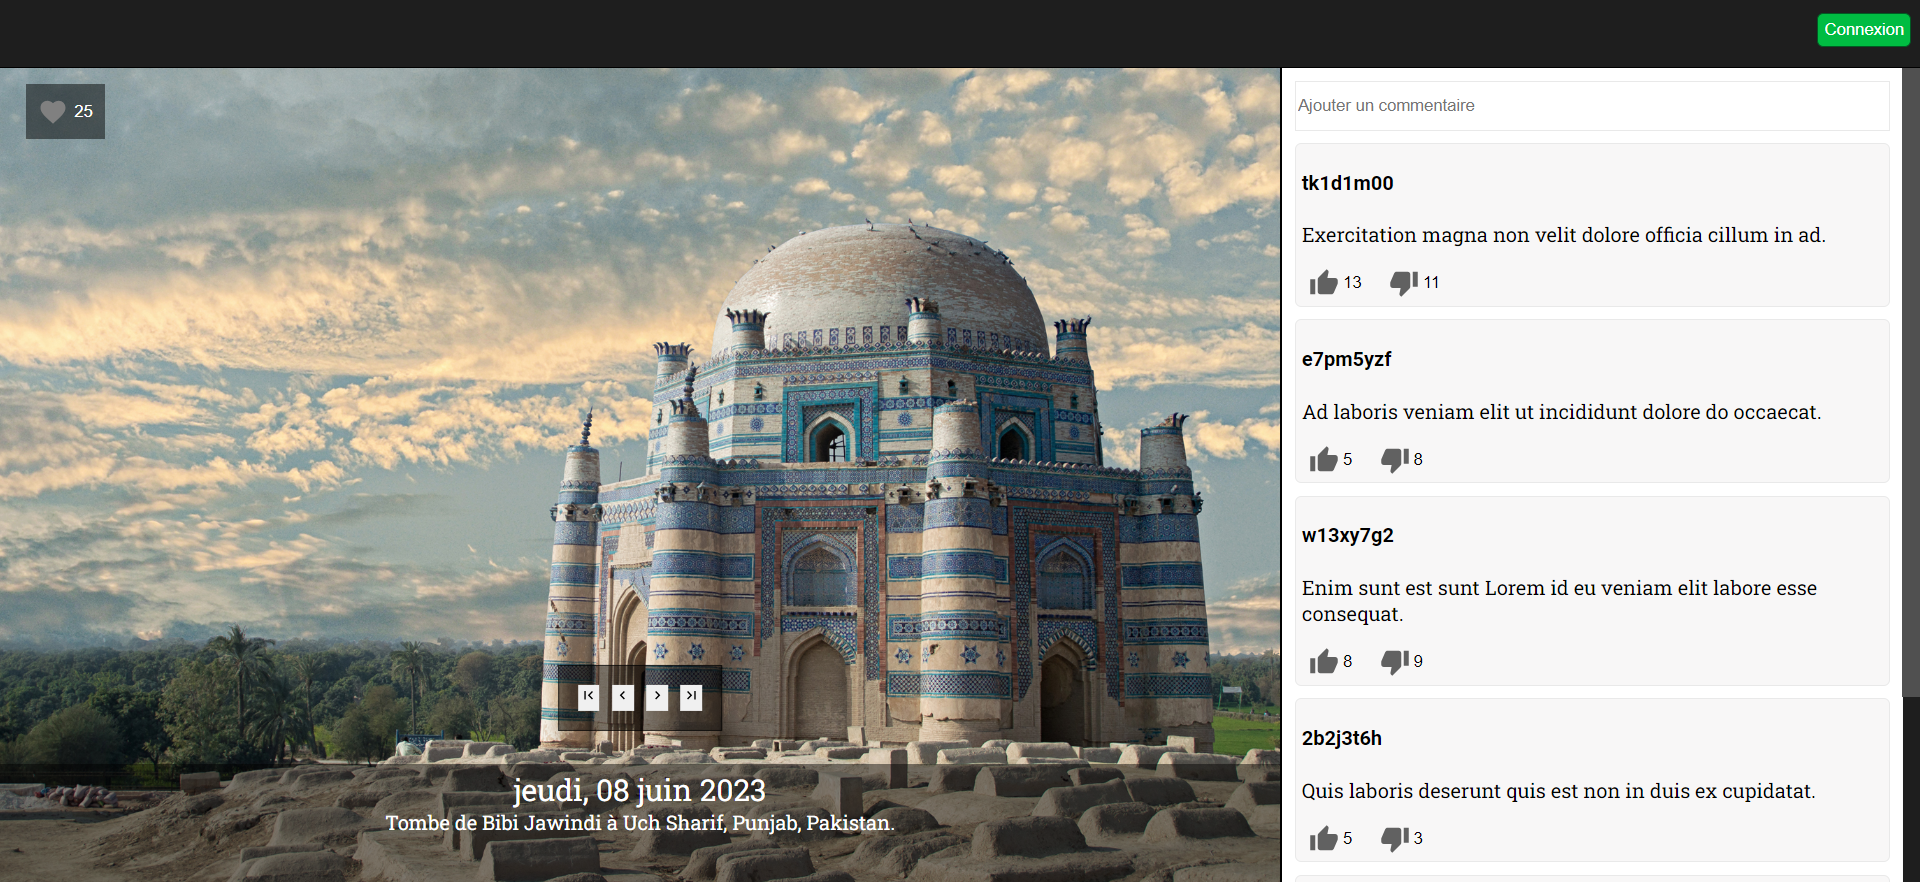 Connexion
25
jeudi, 08 juin 2023
Tombe de Bibi Jawindi à Uch Sharif, Punjab, Pakistan.
Ajouter un commentaire
tk1d1m00
Exercitation magna non velit dolore officia cillum in ad.
13 11
e7pm5yzf
Ad laboris veniam elit ut incididunt dolore do occaecat.
5 8
w13xy7g2
Enim sunt est sunt Lorem id eu veniam elit labore esse
consequat.
8 9
2b2j3t6h
Quis laboris deserunt quis est non in duis ex cupidatat.
5 3